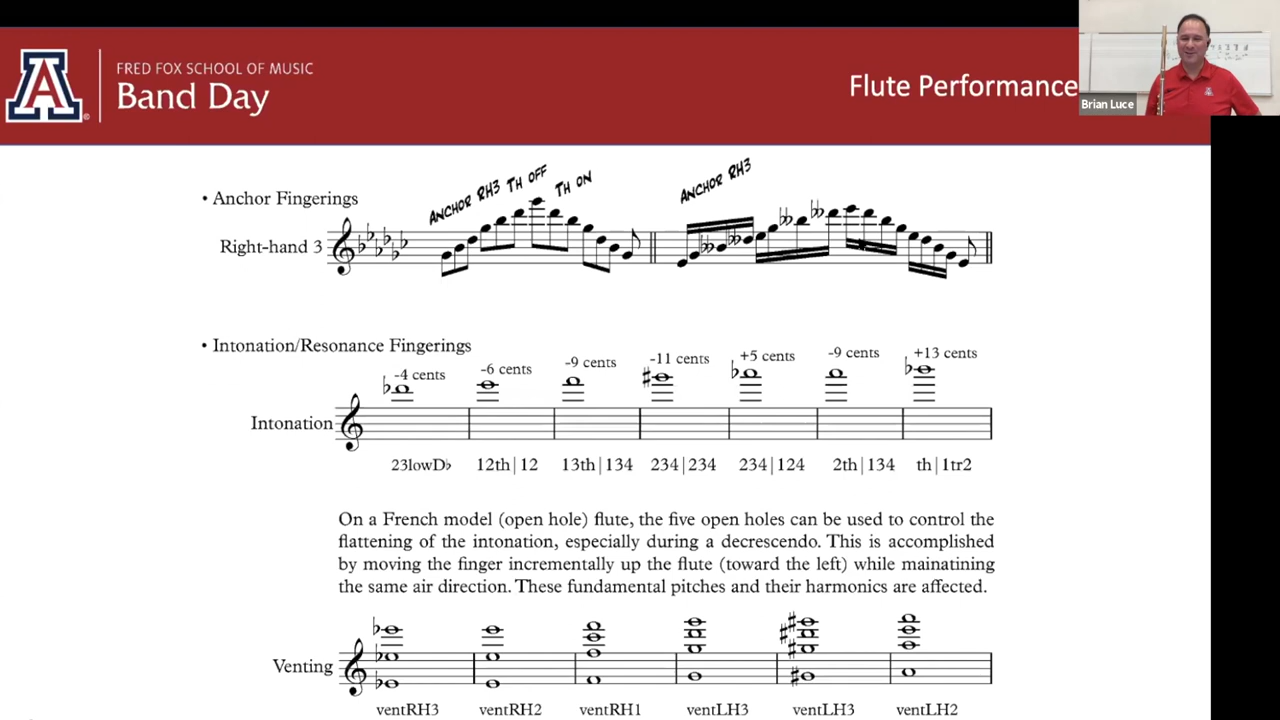 FRED FOX SCHOOL OF MUSIC
Band Day
Flute Performance
Brian Luce
• Anchor Fingerings
ANCHOR RH3 TH OFF
TH ON
ANCHOR RH3
Right-hand 3
• Intonation/Resonance Fingerings
-4 cents
-6 cents
-9 cents
-11 cents
+5 cents
-9 cents
+13 cents
Intonation
23lowD♭ 12th|12 13th|134 234|234 234|124 2th|134 th|1tr2
On a French model (open hole) flute, the five open holes can be used to control the
flattening of the intonation, especially during a decrescendo. This is accomplished
by moving the finger incrementally up the flute (toward the left) while mainatining
the same air direction. These fundamental pitches and their harmonics are affected.
Venting
ventRH3 ventRH2 ventRH1 ventLH3 ventLH3 ventLH2